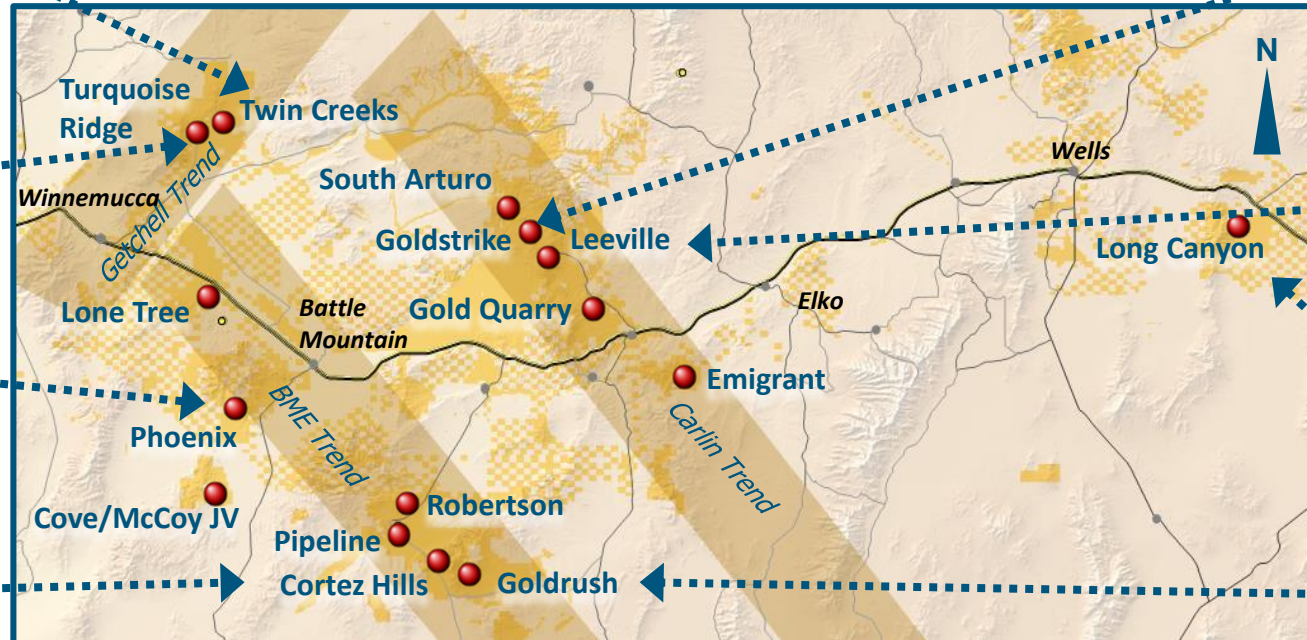 N
Turquoise
Ridge
Twin Creeks
Getchell Trend
Winnemucca
Wells
South Arturo
Goldstrike
Leeville
Long Canyon
Lone Tree
Battle
Mountain
Gold Quarry
Elko
Emigrant
Phoenix
BME Trend
Carlin Trend
Cove/McCoy JV
Robertson
Pipeline
Cortez Hills
Goldrush